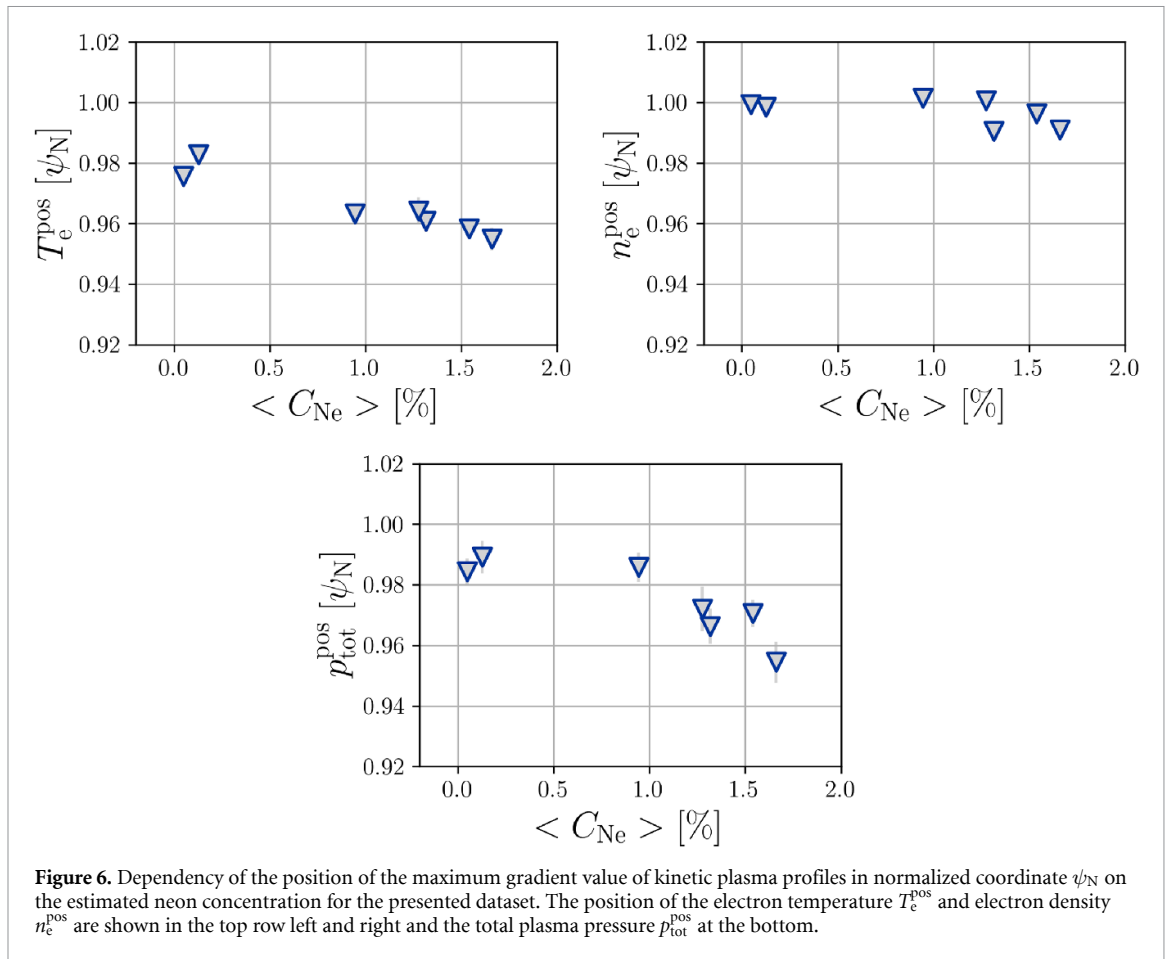 1.02 1.02
1.00 1.00
0.98 0.98
0.96 0.96
0.94 0.94
0.92 0.92
T_e^pos [ψ_N] n_e^pos [ψ_N]
0.0 0.5 1.0 1.5 2.0 0.0 0.5 1.0 1.5 2.0
< C_Ne > [%] < C_Ne > [%]
1.02
1.00
0.98
0.96
0.94
0.92
p_tot^pos [ψ_N]
0.0 0.5 1.0 1.5 2.0
< C_Ne > [%]
Figure 6. Dependency of the position of the maximum gradient value of kinetic plasma profiles in normalized coordinate ψ_N on
the estimated neon concentration for the presented dataset. The position of the electron temperature T_e^pos and electron density
n_e^pos are shown in the top row left and right and the total plasma pressure p_tot^pos at the bottom.